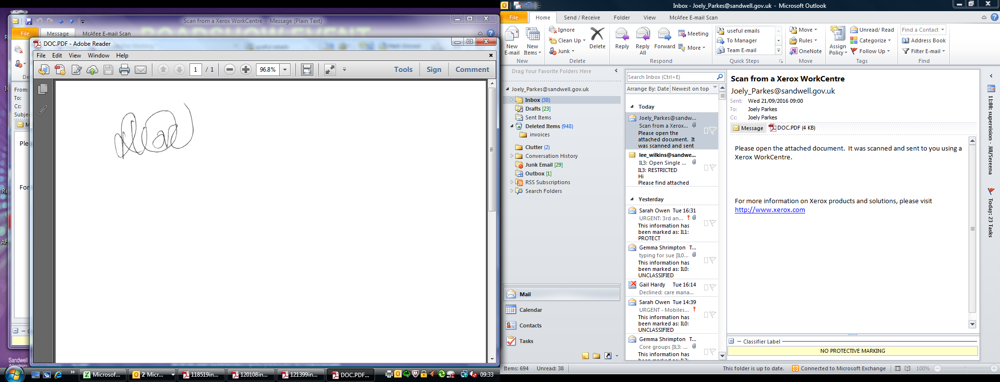 Scan from a Xerox WorkCentre - Message (Plain Text)
File Message McAfee E-mail Scan
From:
To:
Cc:
Subje
Ple
For
DOC.PDF - Adobe Reader
File Edit View Window Help
1 / 1 96.8% Tools Sign Comment
Sandwell
Inbox - Joely_Parkes@sandwell.gov.uk - Microsoft Outlook
File Home Send / Receive Folder View McAfee E-mail Scan
New E-mail
New Items
New
Ignore
Clean Up
Junk
Delete
Delete
Reply
Reply All
Forward
Meeting
More
Respond
useful emails
To Manager
Team E-mail
Quick Steps
Move
Rules
OneNote
Move
Assign Policy
Unread/ Read
Categorize
Follow Up
Tags
Find a Contact
Address Book
Filter E-mail
Find
Drag Your Favorite Folders Here
Joely_Parkes@sandwell.gov.uk
Inbox (38)
Drafts [23]
Sent Items
Deleted Items (948)
invoices
Clutter (2)
Conversation History
Junk Email [29]
Outbox [1]
RSS Subscriptions
Search Folders
Mail
Calendar
Contacts
Tasks
Search Inbox (Ctrl+E)
Arrange By: Date Newest on top
Today
Joely_Parkes@sandw...
Scan from a Xerox...
Please open the
attached document. It
was scanned and sent
lee_wilkins@sandwe...
IL3: Open Single ...
IL3: RESTRICTED
Hi
Please find attached
Yesterday
Sarah Owen Tue 16:31
URGENT: 3rd an...
This information has
been marked as: IL1:
PROTECT
Gemma Shrimpton T...
typing for sue [IL0...
This information has
been marked as: IL0:
UNCLASSIFIED
Gail Hardy Tue 16:14
Declined: care mana...
Sarah Owen Tue 14:39
URGENT - Mobiles...
This information has
been marked as: IL0:
UNCLASSIFIED
Gemma Shrimpton T...
Core groups [IL3: ...
This information has
been marked as: IL3:
Scan from a Xerox WorkCentre
Joely_Parkes@sandwell.gov.uk
Sent: Wed 21/09/2016 09:00
To: Joely Parkes
Cc: Joely Parkes
Message DOC.PDF (4 KB)
Please open the attached document. It was scanned and sent to you using a
Xerox WorkCentre.
For more information on Xerox products and solutions, please visit
http://www.xerox.com
Classifier Label
NO PROTECTIVE MARKING
11:00: supervision - Jill/Sereena
Today: 223 Tasks
Items: 694 Unread: 38 This folder is up to date. Connected to Microsoft Exchange 100%
Microsof... 2 Micr... 118519in... 120108in... 121399in... DOC.PDF... 09:33